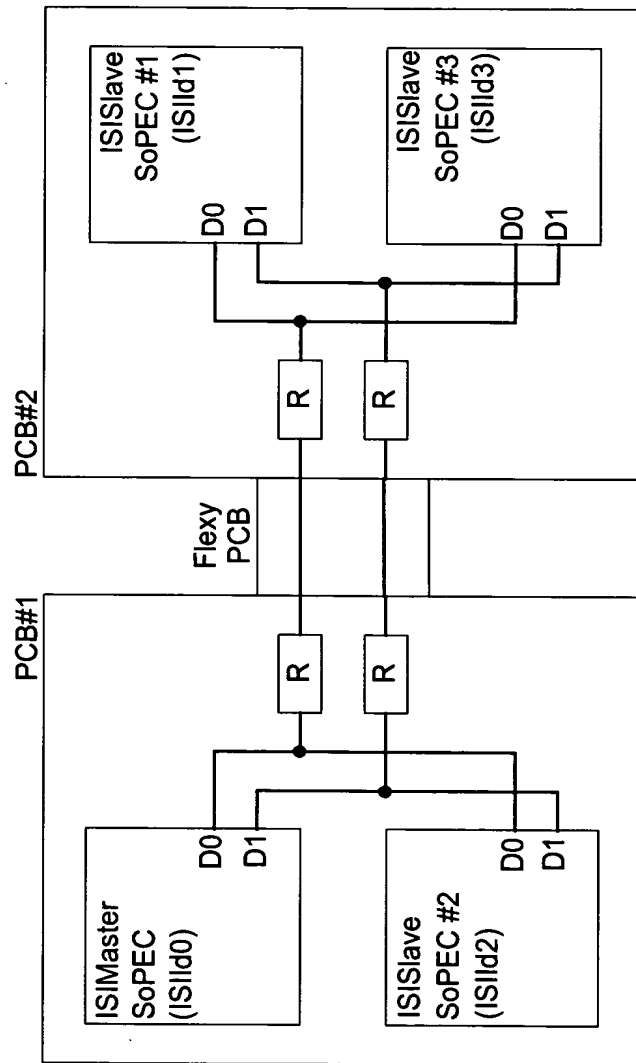 PCB#1
ISIMaster
SoPEC
(ISIId0)
D0
D1
ISISlave
SoPEC #2
(ISIId2)
D0
D1
R
R
Flexy
PCB
PCB#2
R
R
ISISlave
SoPEC #1
(ISIId1)
D0
D1
ISISlave
SoPEC #3
(ISIId3)
D0
D1